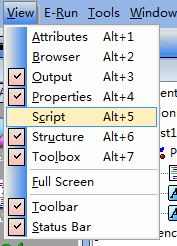 View E-Run Tools Window
Attributes Alt+1
Browser Alt+2
Output Alt+3
Properties Alt+4
Script Alt+5
Structure Alt+6
Toolbox Alt+7
Full Screen
Toolbar
Status Bar